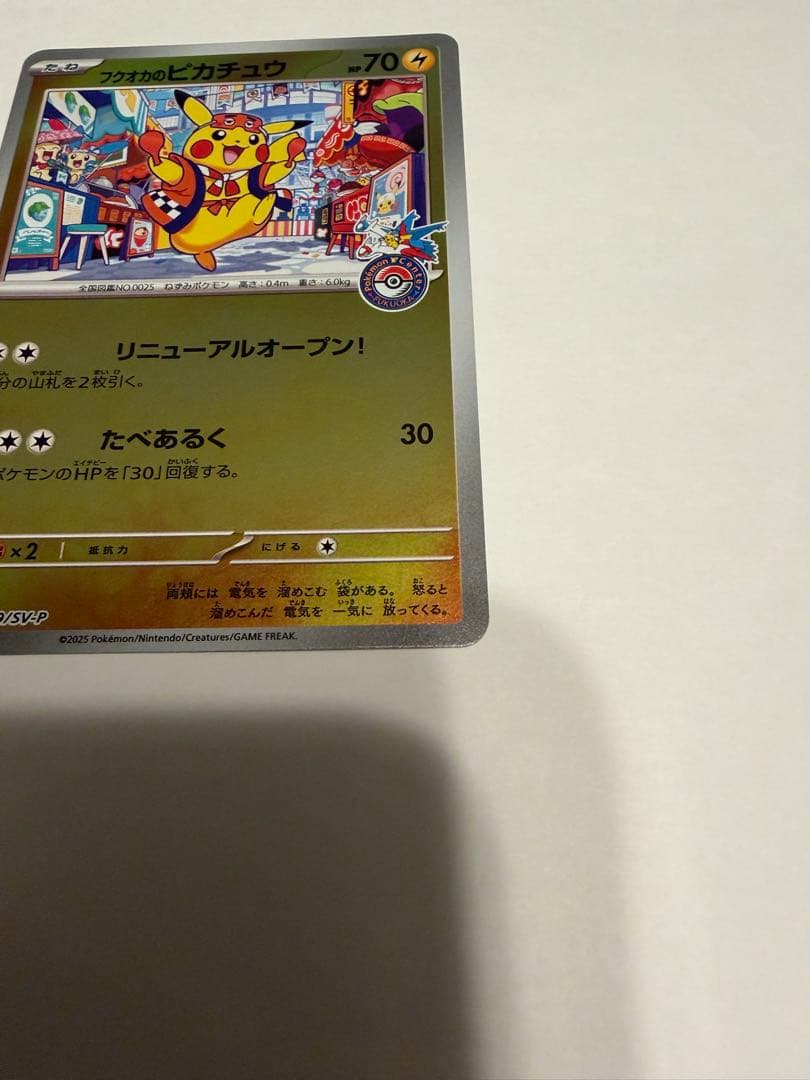 たね フクオカのピカチュウ HP70
Pokémon Center
FUKUOKA
全国図鑑NO.0025 ねずみポケモン 高さ:0.4m 重さ:6.0kg
リニューアルオープン!
分の山札を2枚引く。
たべあるく 30
ポケモンのHPを「30」回復する。
×2 抵抗力 にげる
両頬には 電気を 溜めこむ 袋がある。 怒ると
溜めこんだ 電気を 一気に 放ってくる。
/SV-P
©2025 Pokémon/Nintendo/Creatures/GAME FREAK.